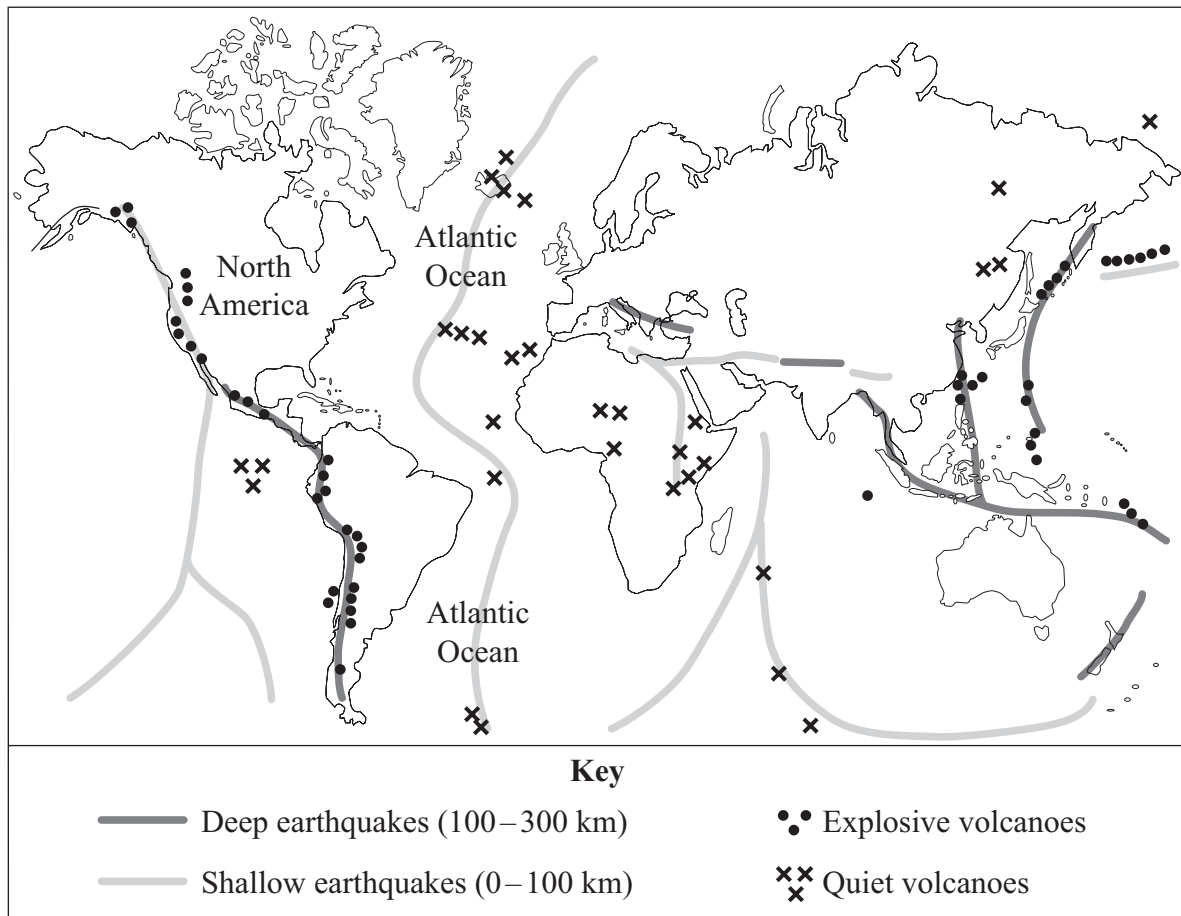 Atlantic
Ocean
North
America
Atlantic
Ocean
Key
Deep earthquakes (100–300 km)
Explosive volcanoes
Shallow earthquakes (0–100 km)
Quiet volcanoes